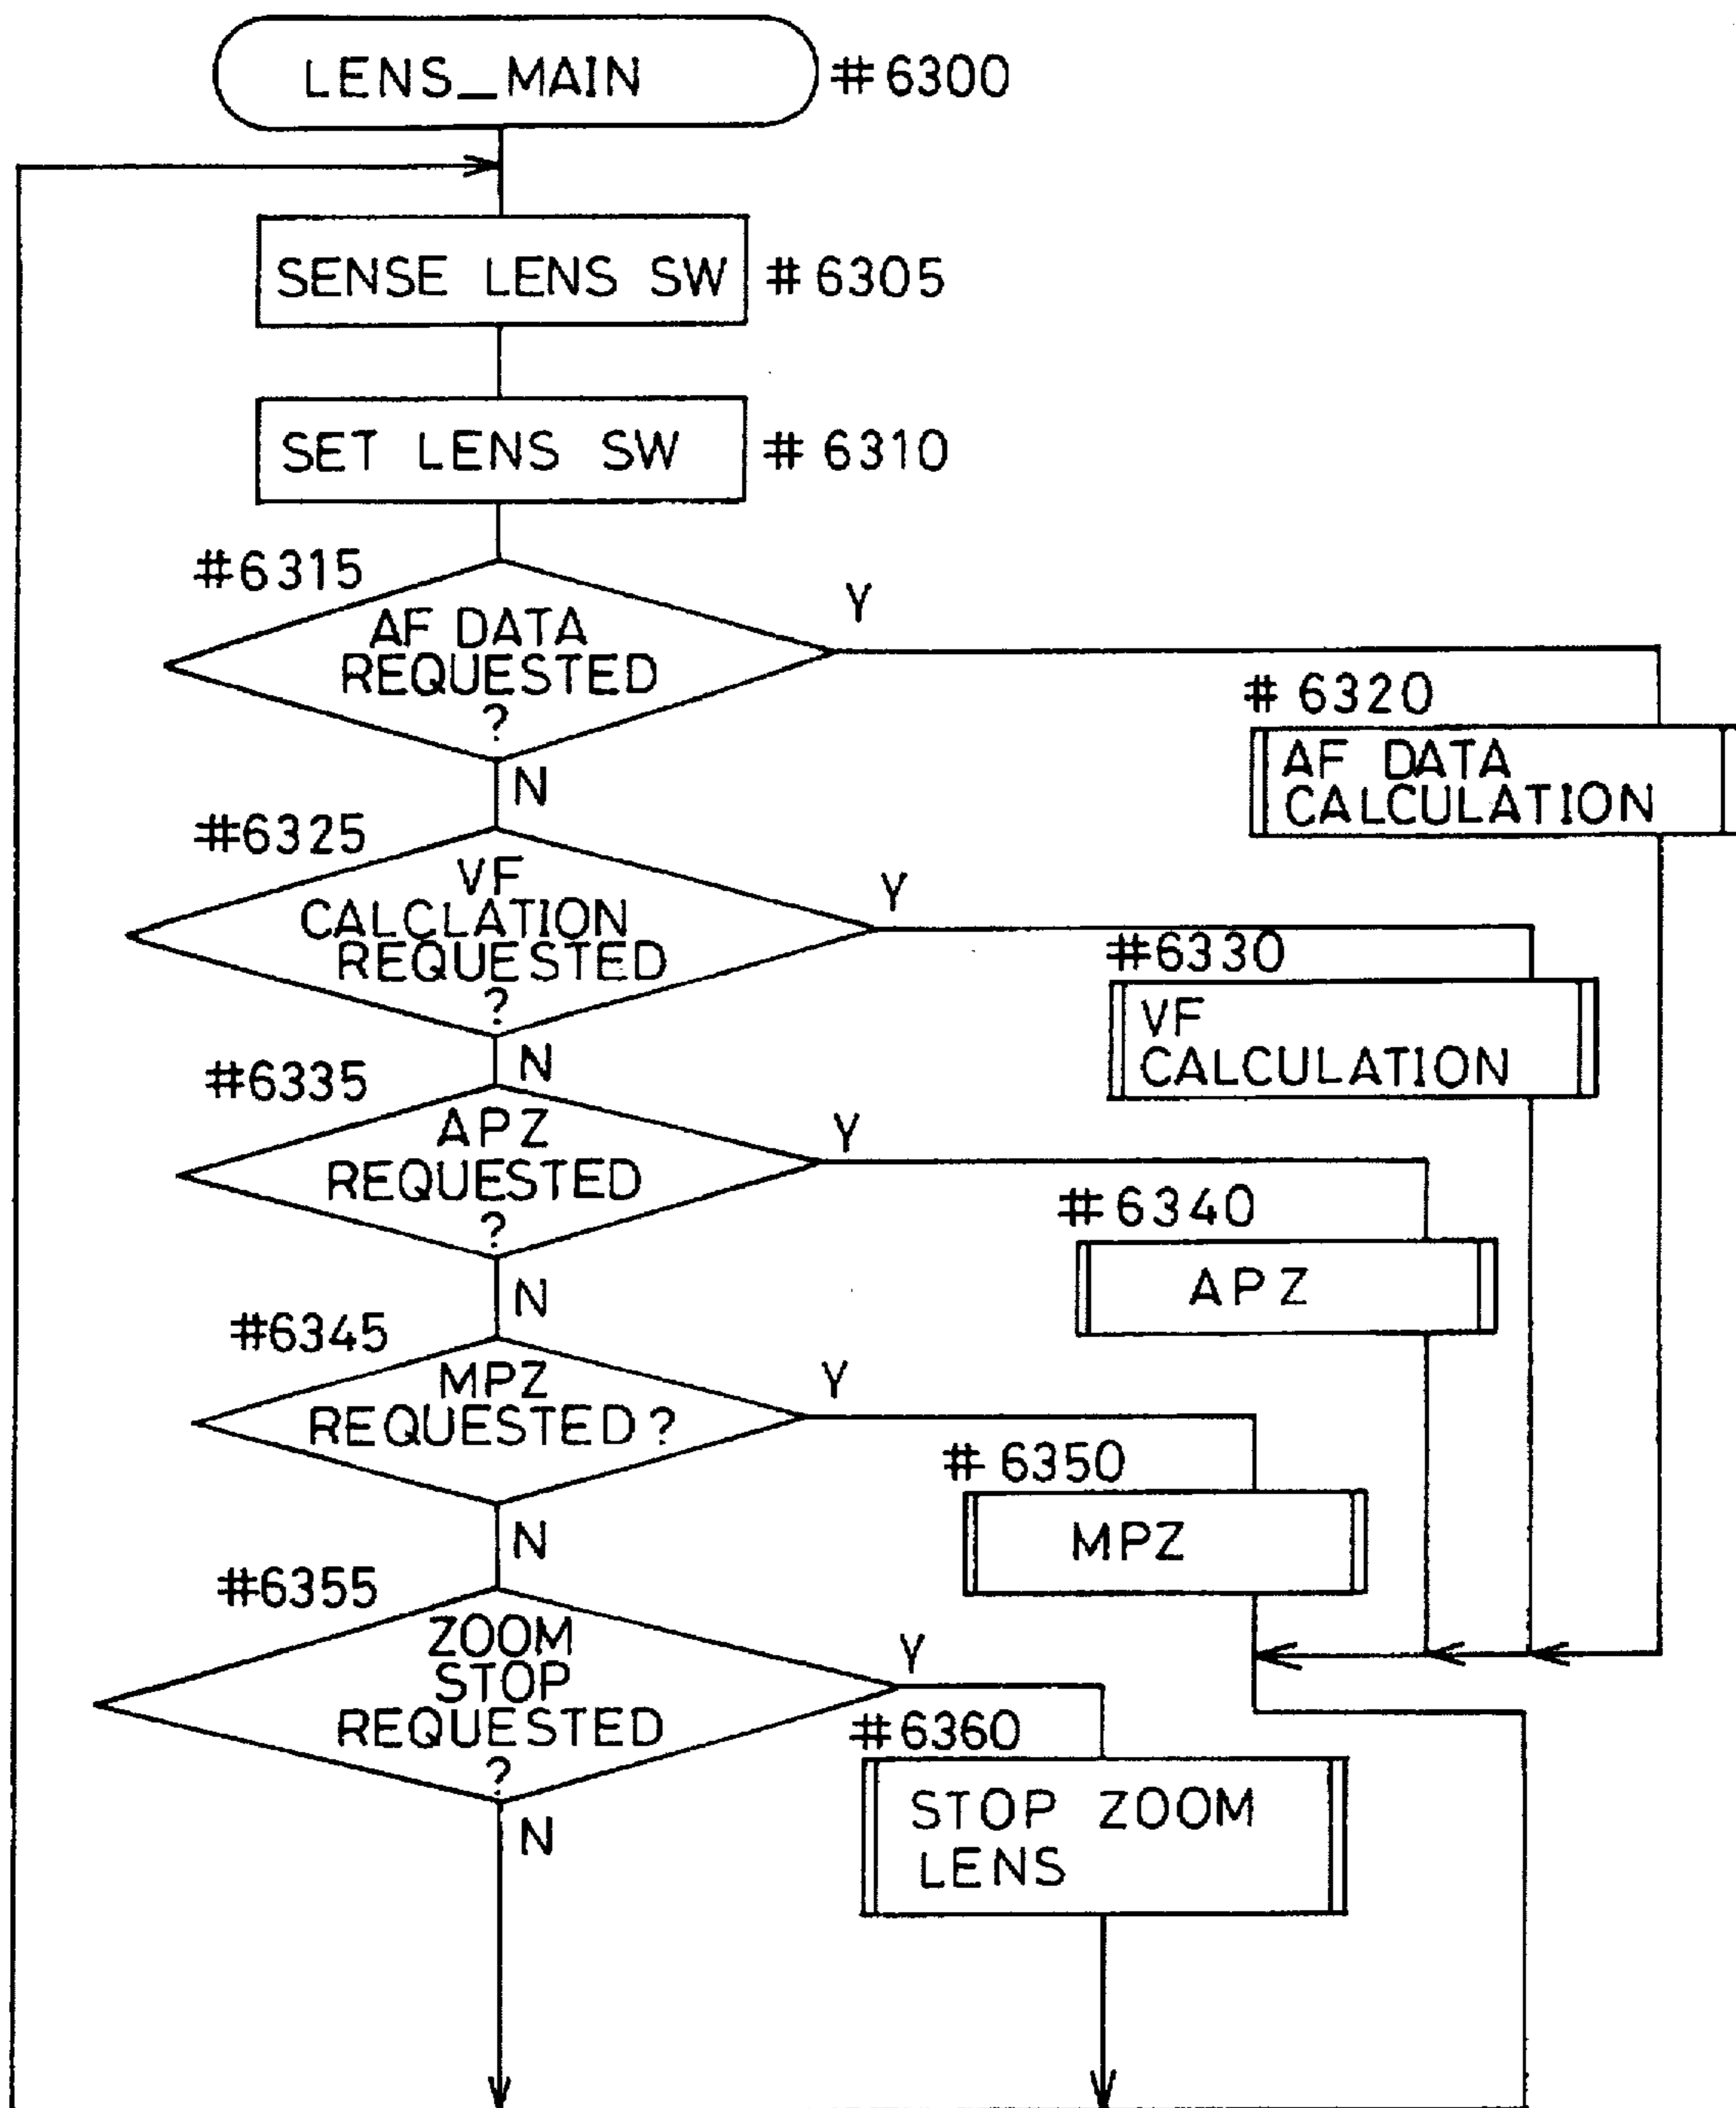 LENS_MAIN #6300
SENSE LENS SW #6305
SET LENS SW #6310
#6315
Y
AF DATA
REQUESTED
?
N
#6320
AF DATA
CALCULATION
#6325
Y
VF
CALCLATION
REQUESTED
?
N
#6330
VF
CALCULATION
#6335
Y
APZ
REQUESTED
?
N
#6340
APZ
#6345
Y
MPZ
REQUESTED?
N
#6350
MPZ
#6355
Y
ZOOM
STOP
REQUESTED
?
N
#6360
STOP ZOOM
LENS